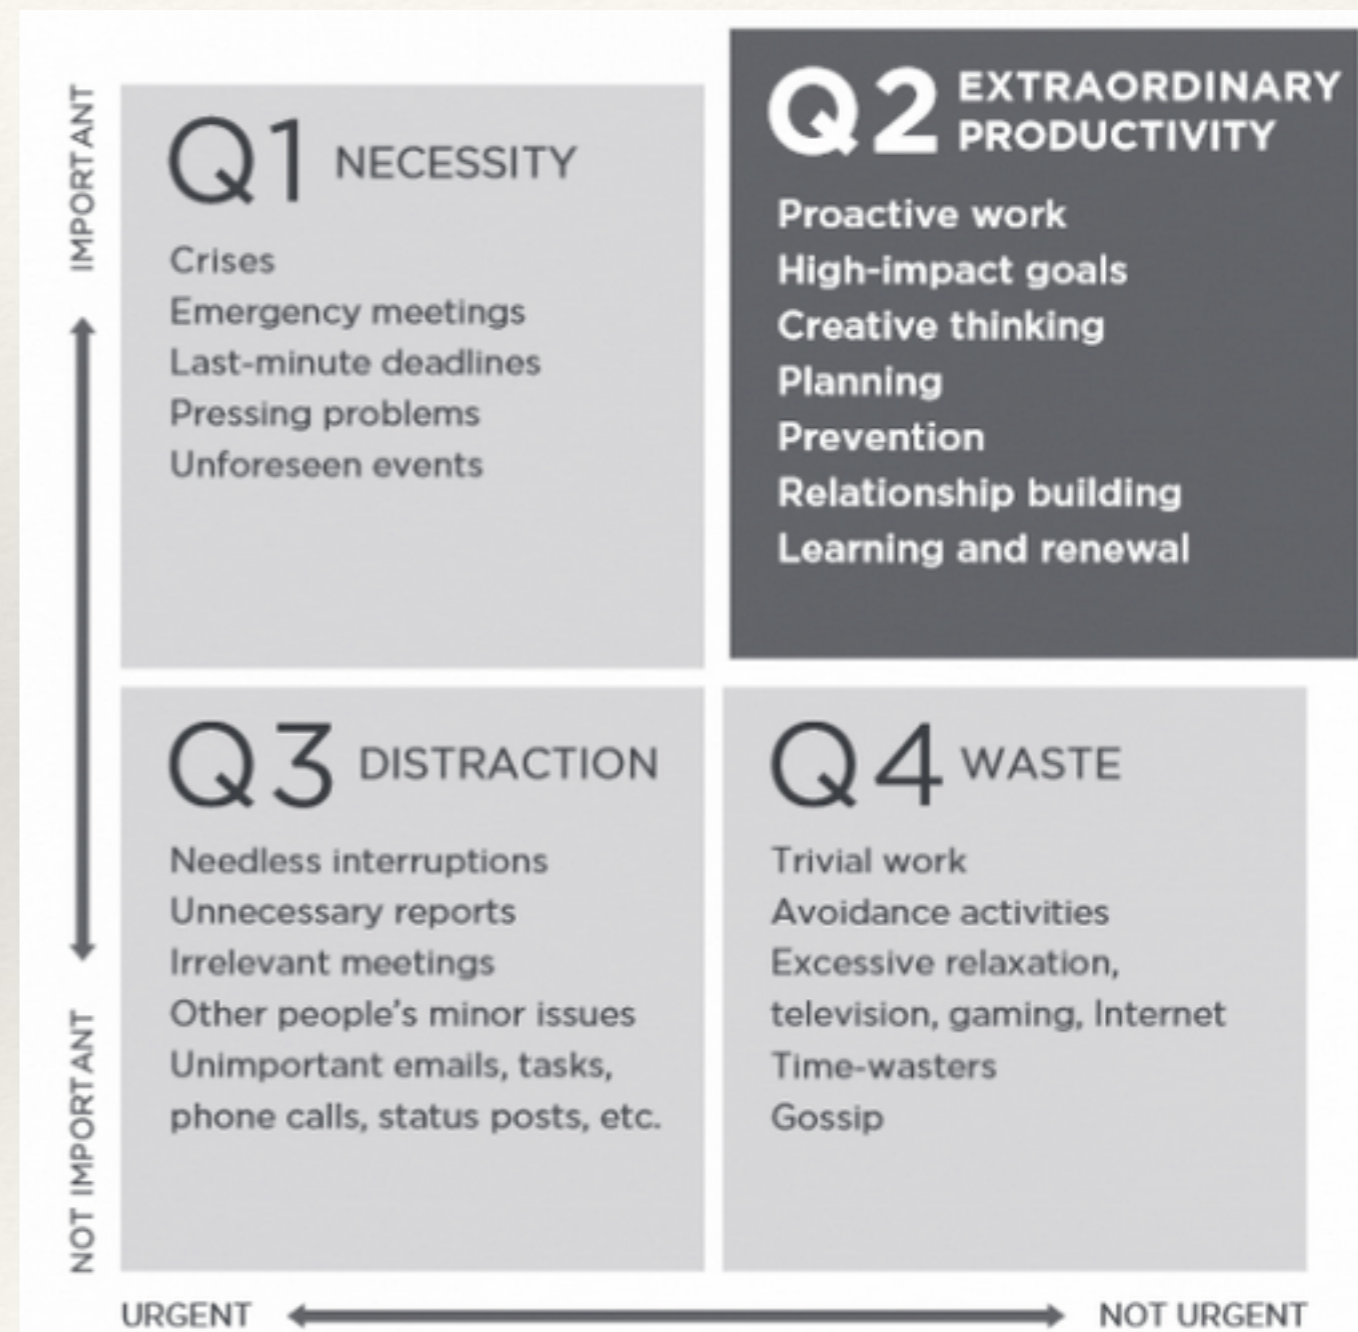 IMPORTANT
Q1 NECESSITY
Crises
Emergency meetings
Last-minute deadlines
Pressing problems
Unforeseen events
Q2 EXTRAORDINARY
PRODUCTIVITY
Proactive work
High-impact goals
Creative thinking
Planning
Prevention
Relationship building
Learning and renewal
NOT IMPORTANT
Q3 DISTRACTION
Needless interruptions
Unnecessary reports
Irrelevant meetings
Other people’s minor issues
Unimportant emails, tasks,
phone calls, status posts, etc.
Q4 WASTE
Trivial work
Avoidance activities
Excessive relaxation,
television, gaming, Internet
Time-wasters
Gossip
URGENT
NOT URGENT